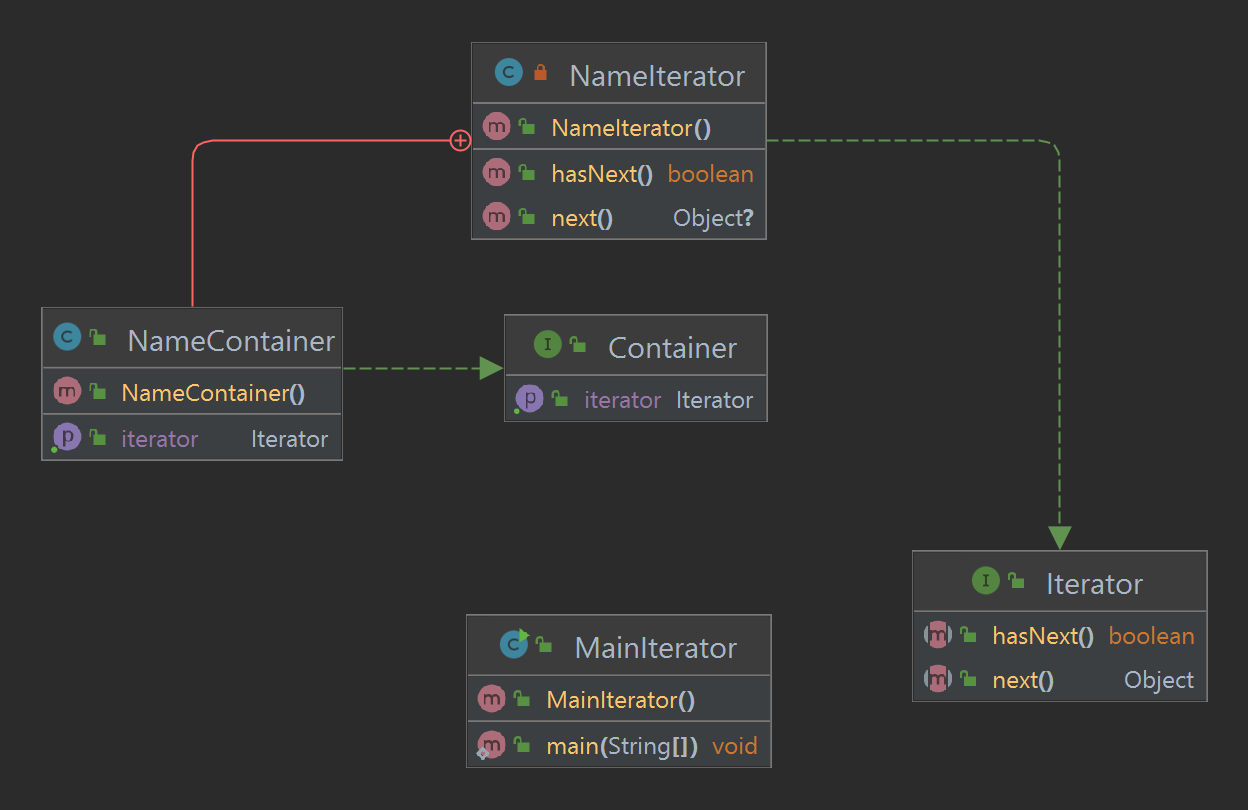 C NameIterator
m NameIterator()
m hasNext() boolean
m next() Object?
C NameContainer
m NameContainer()
p iterator Iterator
I Container
p iterator Iterator
I Iterator
m hasNext() boolean
m next() Object
C MainIterator
m MainIterator()
m main(String[]) void